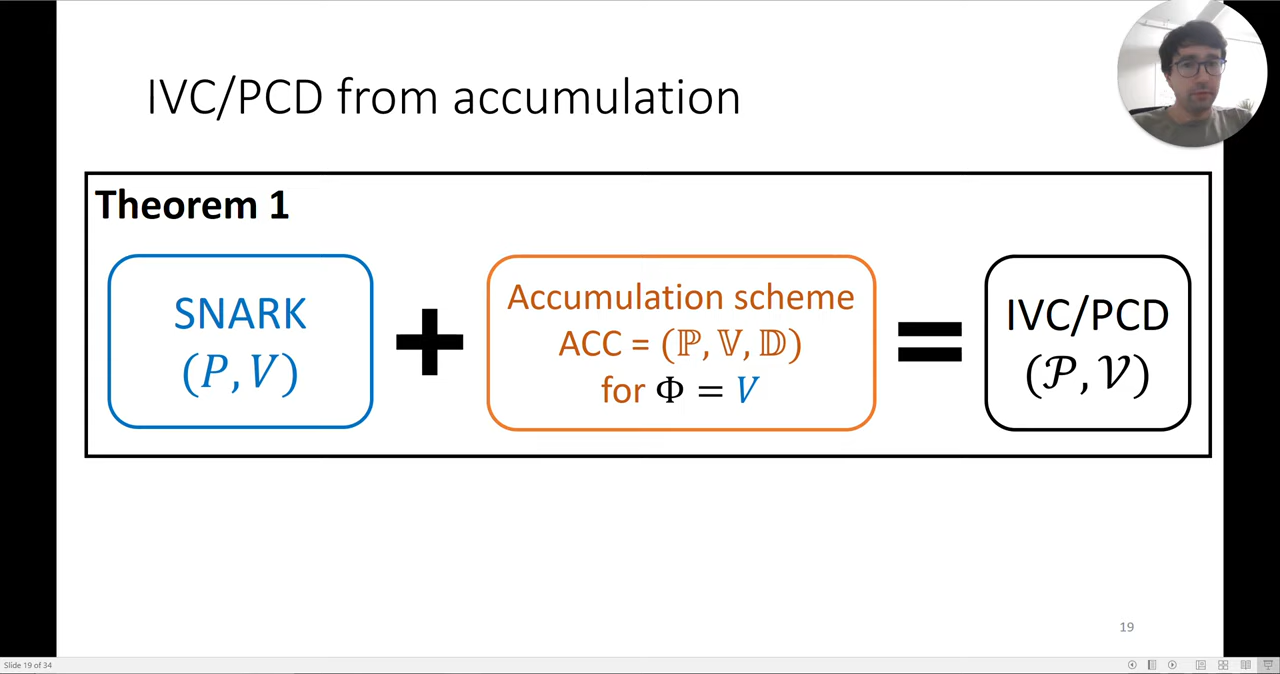 IVC/PCD from accumulation
Theorem 1
SNARK
(P, V)
+
Accumulation scheme
ACC = (ℙ, 𝕍, 𝔻)
for Φ = V
=
IVC/PCD
(𝒫, 𝒱)
19
Slide 19 of 34